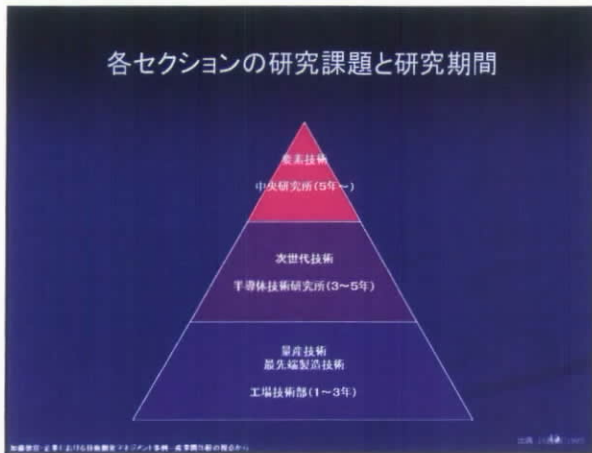 各セクションの研究課題と研究期間
要素技術
中央研究所(5年～)
次世代技術
半導体技術研究所(3～5年)
量産技術
最先端製造技術
工場技術部(1～3年)